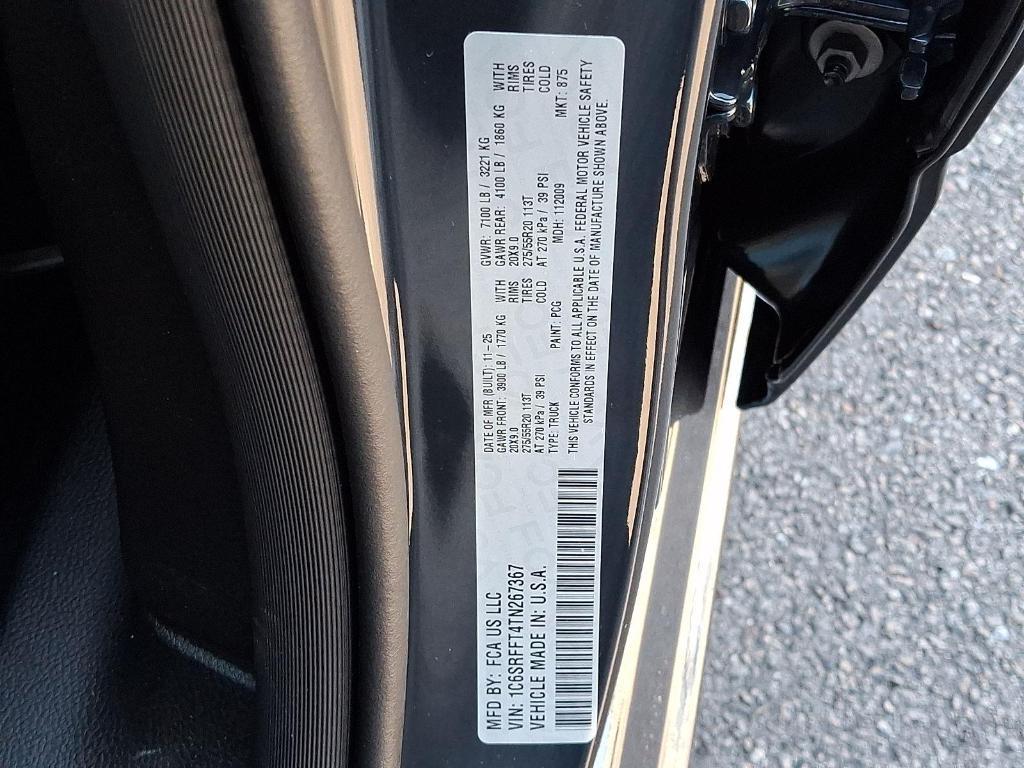 MFD BY: FCA US LLC
VIN: 1C6SRFFT4TN267367
VEHICLE MADE IN: U.S.A.
DATE OF MFR (BUILT): 11-25 GVWR: 7100 LB / 3221 KG
GAWR FRONT: 3900 LB / 1770 KG WITH GAWR REAR: 4100 LB / 1860 KG WITH
20X9.0 RIMS 20X9.0 RIMS
275/55R20 113T TIRES 275/55R20 113T TIRES
AT 270 kPa / 39 PSI COLD AT 270 kPa / 39 PSI COLD
TYPE: TRUCK PAINT: PCG MDH: 112009 MKT: 875
THIS VEHICLE CONFORMS TO ALL APPLICABLE U.S.A. FEDERAL MOTOR VEHICLE SAFETY
STANDARDS IN EFFECT ON THE DATE OF MANUFACTURE SHOWN ABOVE.